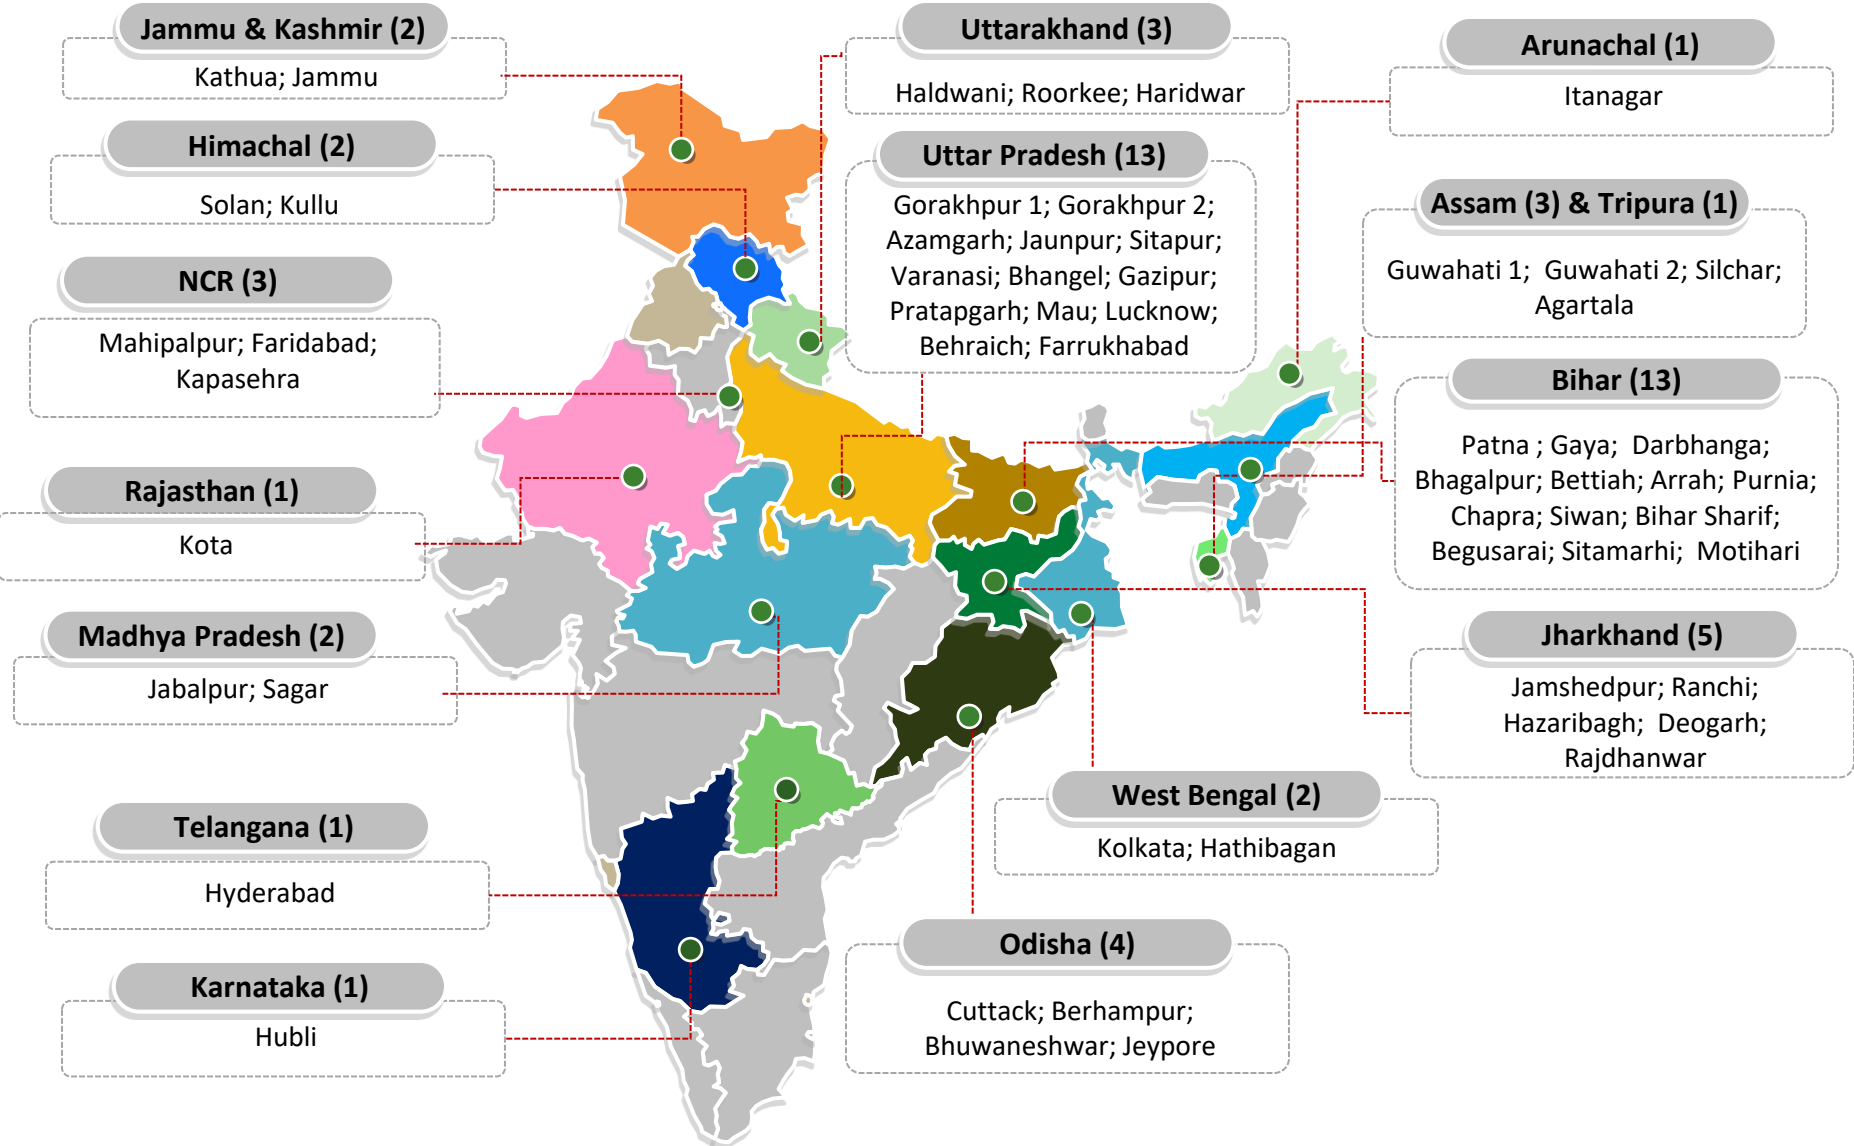 Jammu & Kashmir (2)
Kathua; Jammu
Himachal (2)
Solan; Kullu
NCR (3)
Mahipalpur; Faridabad;
Kapasehra
Rajasthan (1)
Kota
Madhya Pradesh (2)
Jabalpur; Sagar
Telangana (1)
Hyderabad
Karnataka (1)
Hubli
Uttarakhand (3)
Haldwani; Roorkee; Haridwar
Uttar Pradesh (13)
Gorakhpur 1; Gorakhpur 2;
Azamgarh; Jaunpur; Sitapur;
Varanasi; Bhangel; Gazipur;
Pratapgarh; Mau; Lucknow;
Behraich; Farrukhabad
Arunachal (1)
Itanagar
Assam (3) & Tripura (1)
Guwahati 1;  Guwahati 2; Silchar;
Agartala
Bihar (13)
Patna ; Gaya;  Darbhanga;
Bhagalpur; Bettiah; Arrah; Purnia;
Chapra; Siwan; Bihar Sharif;
Begusarai; Sitamarhi;  Motihari
Jharkhand (5)
Jamshedpur; Ranchi;
Hazaribagh;  Deogarh;
Rajdhanwar
West Bengal (2)
Kolkata; Hathibagan
Odisha (4)
Cuttack; Berhampur;
Bhuwaneshwar; Jeypore